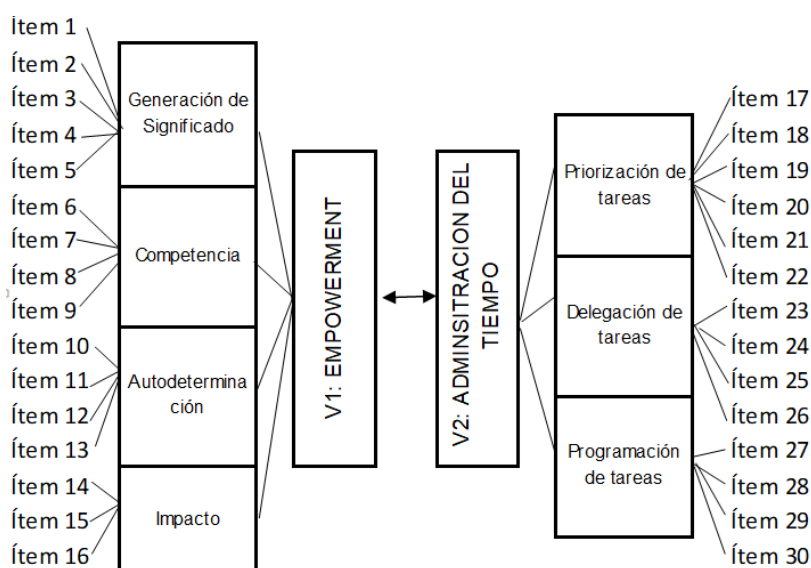 Ítem 1
Ítem 2
Ítem 3
Ítem 4
Ítem 5
Ítem 6
Ítem 7
Ítem 8
Ítem 9
Ítem 10
Ítem 11
Ítem 12
Ítem 13
Ítem 14
Ítem 15
Ítem 16
Generación de
Significado
Competencia
Autodetermina
ción
Impacto
V1: EMPOWERMENT
V2: ADMINSITRACION DEL
TIEMPO
Priorización de
tareas
Delegación de
tareas
Programación
de tareas
Ítem 17
Ítem 18
Ítem 19
Ítem 20
Ítem 21
Ítem 22
Ítem 23
Ítem 24
Ítem 25
Ítem 26
Ítem 27
Ítem 28
Ítem 29
Ítem 30